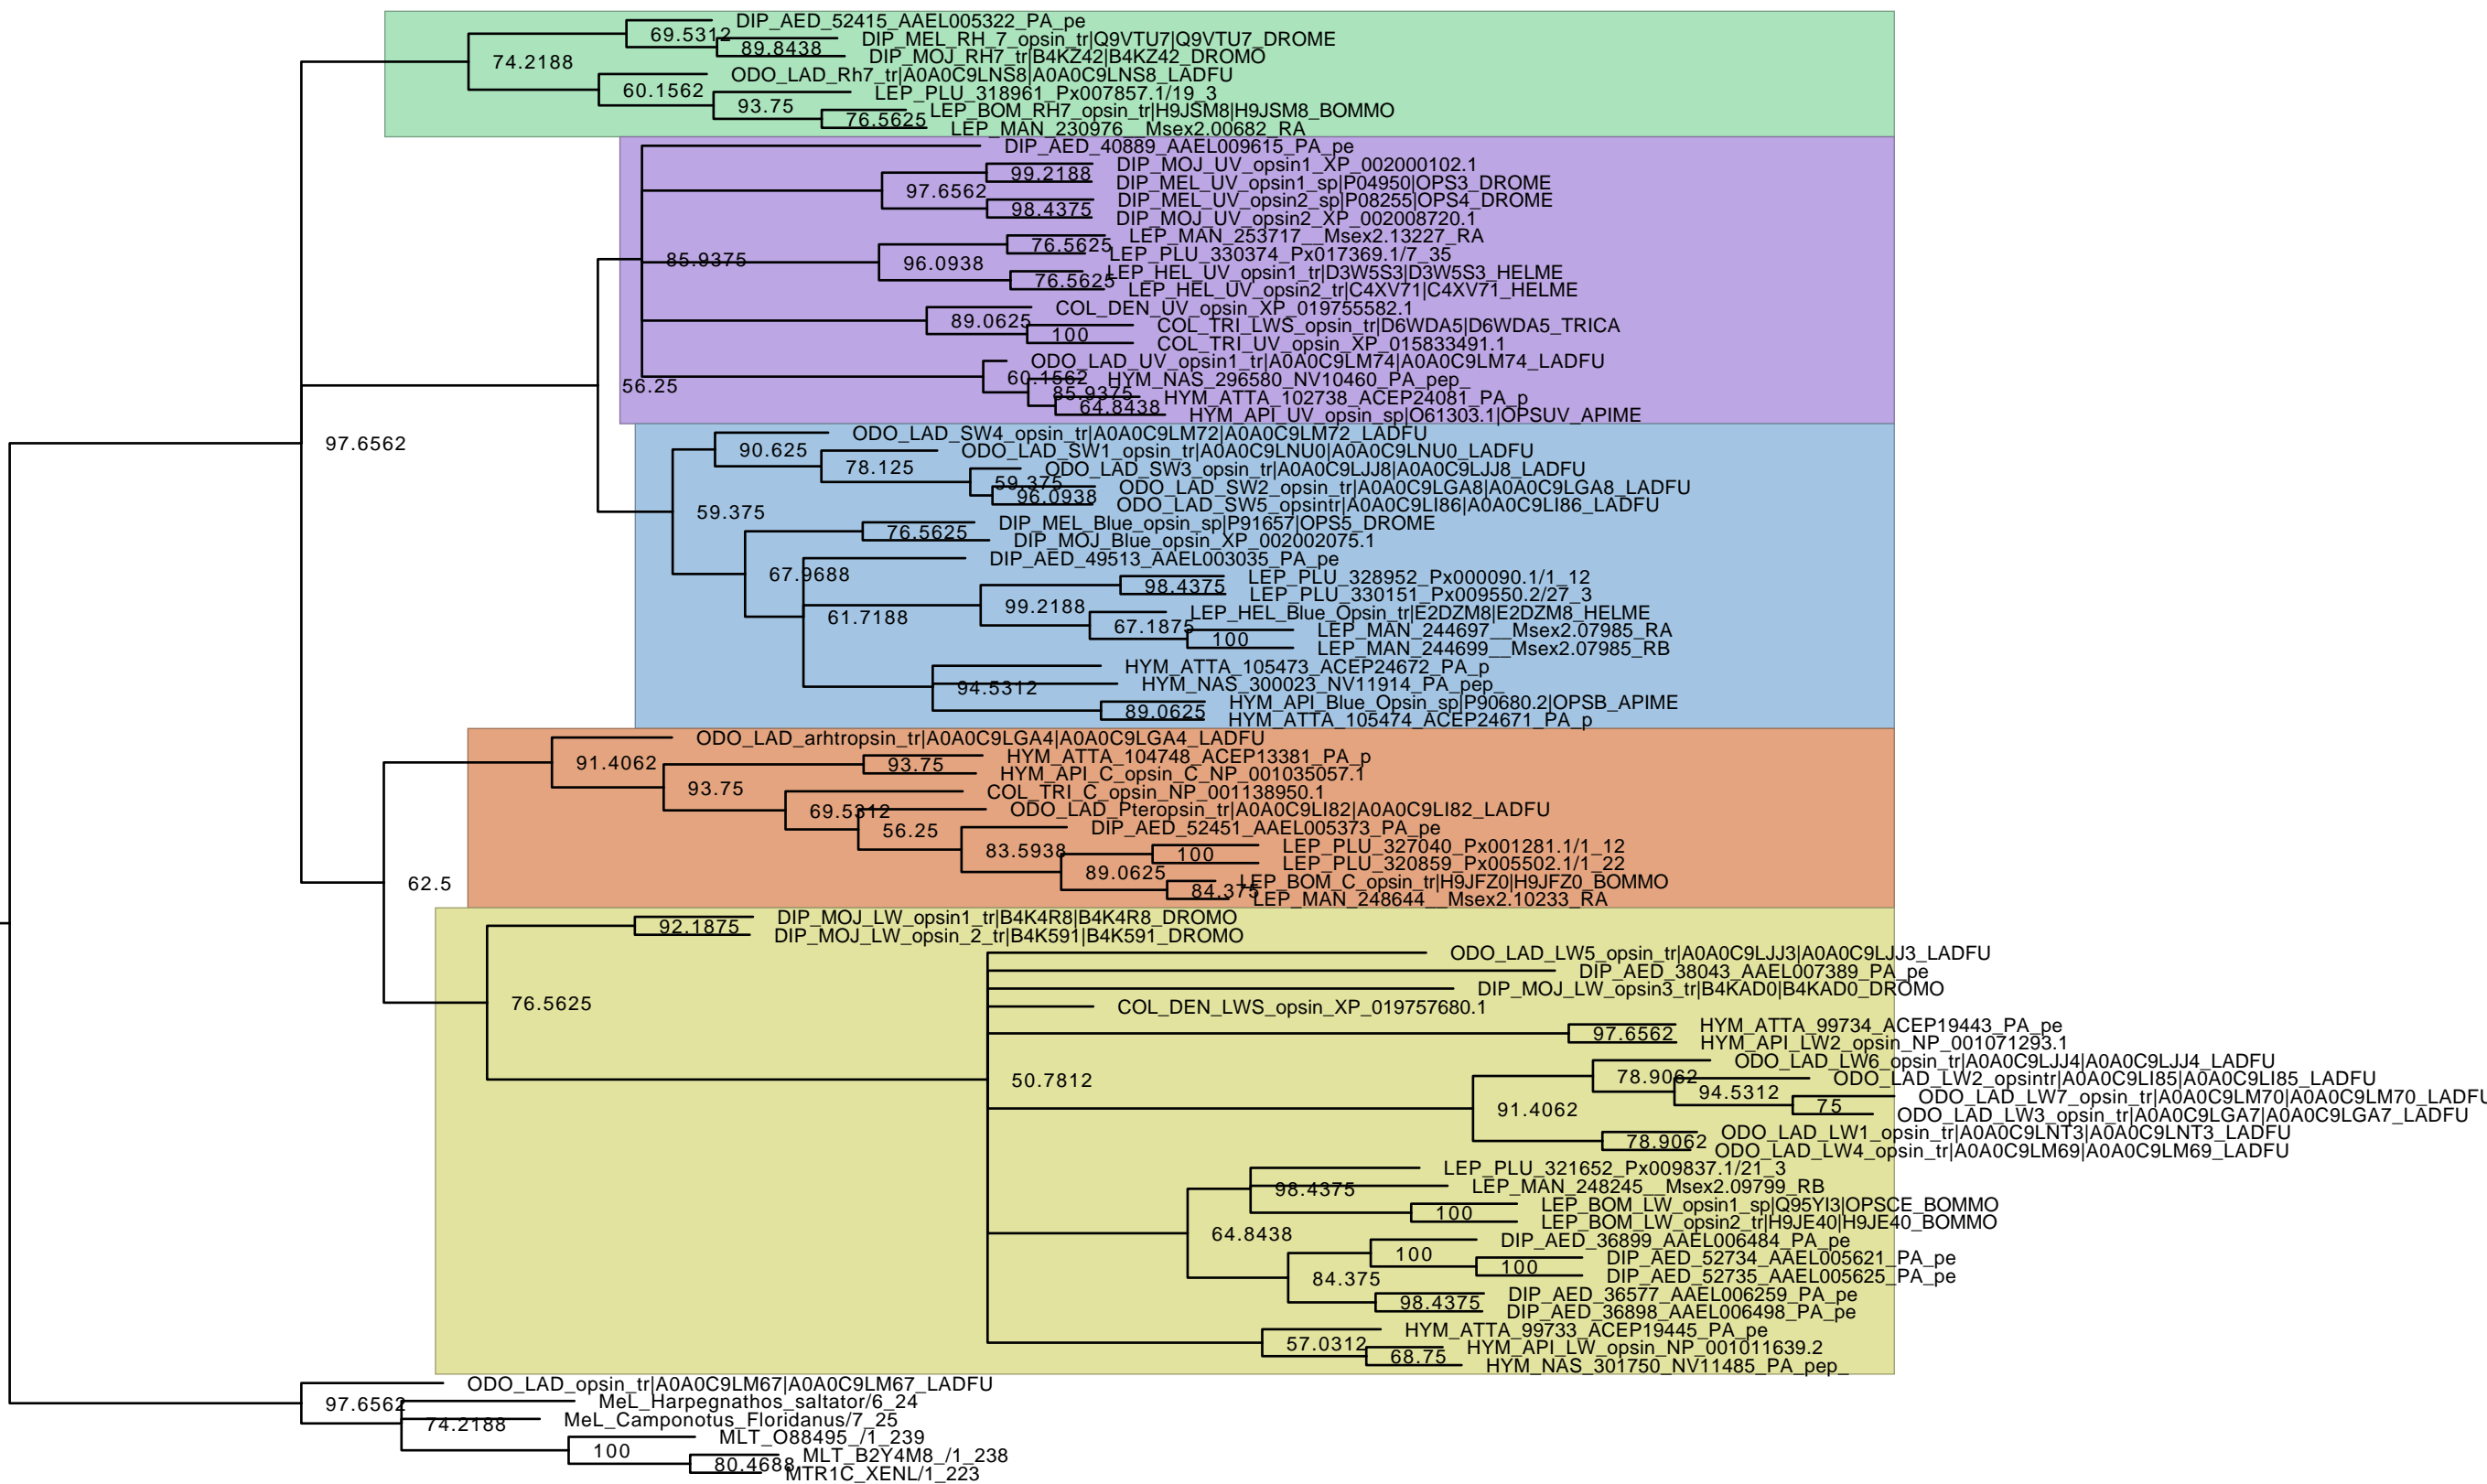 DIP_AED_52415_AAEL005322_PA_pe
69.5312
DIP_MEL_RH_7_opsin_tr|Q9VTU7|Q9VTU7_DROME
89.8438
DIP_MOJ_RH7_tr|B4KZ42|B4KZ42_DROMO
74.2188
ODO_LAD_Rh7_tr|A0A0C9LNS8|A0A0C9LNS8_LADFU
60.1562
LEP_PLU_318961_Px007857.1/19_3
93.75
LEP_BOM_RH7_opsin_tr|H9JSM8|H9JSM8_BOMMO
76.5625
LEP_MAN_230976__Msex2.00682_RA
DIP_AED_40889_AAEL009615_PA_pe
DIP_MOJ_UV_opsin1_XP_002000102.1
99.2188
DIP_MEL_UV_opsin1_sp|P04950|OPS3_DROME
97.6562
DIP_MEL_UV_opsin2_sp|P08255|OPS4_DROME
98.4375
DIP_MOJ_UV_opsin2_XP_002008720.1
LEP_MAN_253717__Msex2.13227_RA
76.5625
LEP_PLU_330374_Px017369.1/7_35
85.9375
96.0938
LEP_HEL_UV_opsin1_tr|D3W5S3|D3W5S3_HELME
76.5625
LEP_HEL_UV_opsin2_tr|C4XV71|C4XV71_HELME
COL_DEN_UV_opsin_XP_019755582.1
89.0625
COL_TRI_LWS_opsin_tr|D6WDA5|D6WDA5_TRICA
100
COL_TRI_UV_opsin_XP_015833491.1
ODO_LAD_UV_opsin1_tr|A0A0C9LM74|A0A0C9LM74_LADFU
60.1562
HYM_NAS_296580_NV10460_PA_pep_
56.25
85.9375
HYM_ATTA_102738_ACEP24081_PA_p
64.8438
HYM_API_UV_opsin_sp|O61303.1|OPSUV_APIME
ODO_LAD_SW4_opsin_tr|A0A0C9LM72|A0A0C9LM72_LADFU
97.6562
90.625
ODO_LAD_SW1_opsin_tr|A0A0C9LNU0|A0A0C9LNU0_LADFU
78.125
ODO_LAD_SW3_opsin_tr|A0A0C9LJJ8|A0A0C9LJJ8_LADFU
59.375
ODO_LAD_SW2_opsin_tr|A0A0C9LGA8|A0A0C9LGA8_LADFU
96.0938
ODO_LAD_SW5_opsintr|A0A0C9LI86|A0A0C9LI86_LADFU
59.375
DIP_MEL_Blue_opsin_sp|P91657|OPS5_DROME
76.5625
DIP_MOJ_Blue_opsin_XP_002002075.1
DIP_AED_49513_AAEL003035_PA_pe
67.9688
LEP_PLU_328952_Px000090.1/1_12
98.4375
LEP_PLU_330151_Px009550.2/27_3
99.2188
LEP_HEL_Blue_Opsin_tr|E2DZM8|E2DZM8_HELME
61.7188
67.1875
LEP_MAN_244697__Msex2.07985_RA
100
LEP_MAN_244699__Msex2.07985_RB
HYM_ATTA_105473_ACEP24672_PA_p
94.5312
HYM_NAS_300023_NV11914_PA_pep_
HYM_API_Blue_Opsin_sp|P90680.2|OPSB_APIME
89.0625
HYM_ATTA_105474_ACEP24671_PA_p
ODO_LAD_arhtropsin_tr|A0A0C9LGA4|A0A0C9LGA4_LADFU
91.4062
HYM_ATTA_104748_ACEP13381_PA_p
93.75
HYM_API_C_opsin_C_NP_001035057.1
93.75
COL_TRI_C_opsin_NP_001138950.1
69.5312
ODO_LAD_Pteropsin_tr|A0A0C9LI82|A0A0C9LI82_LADFU
56.25
DIP_AED_52451_AAEL005373_PA_pe
83.5938
LEP_PLU_327040_Px001281.1/1_12
100
LEP_PLU_320859_Px005502.1/1_22
89.0625
62.5
LEP_BOM_C_opsin_tr|H9JFZ0|H9JFZ0_BOMMO
84.375
LEP_MAN_248644__Msex2.10233_RA
DIP_MOJ_LW_opsin1_tr|B4K4R8|B4K4R8_DROMO
92.1875
DIP_MOJ_LW_opsin_2_tr|B4K591|B4K591_DROMO
ODO_LAD_LW5_opsin_tr|A0A0C9LJJ3|A0A0C9LJJ3_LADFU
DIP_AED_38043_AAEL007389_PA_pe
DIP_MOJ_LW_opsin3_tr|B4KAD0|B4KAD0_DROMO
76.5625
COL_DEN_LWS_opsin_XP_019757680.1
HYM_ATTA_99734_ACEP19443_PA_pe
97.6562
HYM_API_LW2_opsin_NP_001071293.1
ODO_LAD_LW6_opsin_tr|A0A0C9LJJ4|A0A0C9LJJ4_LADFU
50.7812
78.9062
ODO_LAD_LW2_opsintr|A0A0C9LI85|A0A0C9LI85_LADFU
94.5312
ODO_LAD_LW7_opsin_tr|A0A0C9LM70|A0A0C9LM70_LADFU
75
91.4062
ODO_LAD_LW3_opsin_tr|A0A0C9LGA7|A0A0C9LGA7_LADFU
ODO_LAD_LW1_opsin_tr|A0A0C9LNT3|A0A0C9LNT3_LADFU
78.9062
ODO_LAD_LW4_opsin_tr|A0A0C9LM69|A0A0C9LM69_LADFU
LEP_PLU_321652_Px009837.1/21_3
98.4375
LEP_MAN_248245__Msex2.09799_RB
LEP_BOM_LW_opsin1_sp|Q95YI3|OPSCE_BOMMO
100
LEP_BOM_LW_opsin2_tr|H9JE40|H9JE40_BOMMO
64.8438
DIP_AED_36899_AAEL006484_PA_pe
100
DIP_AED_52734_AAEL005621_PA_pe
100
DIP_AED_52735_AAEL005625_PA_pe
84.375
DIP_AED_36577_AAEL006259_PA_pe
98.4375
DIP_AED_36898_AAEL006498_PA_pe
HYM_ATTA_99733_ACEP19445_PA_pe
57.0312
HYM_API_LW_opsin_NP_001011639.2
68.75
HYM_NAS_301750_NV11485_PA_pep_
ODO_LAD_opsin_tr|A0A0C9LM67|A0A0C9LM67_LADFU
97.6562
MeL_Harpegnathos_saltator/6_24
74.2188
MeL_Camponotus_Floridanus/7_25
MLT_O88495_/1_239
100
MLT_B2Y4M8_/1_238
80.4688
MTR1C_XENL/1_223